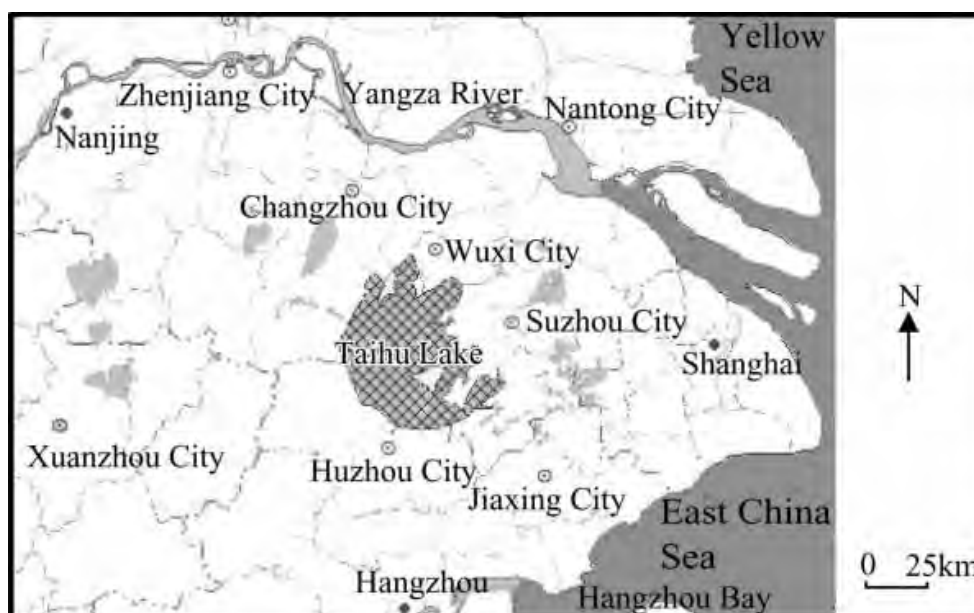 Yellow
Sea
Zhenjiang City
Yangza River
Nantong City
Nanjing
Changzhou City
Wuxi City
N
Suzhou City
Taihu Lake
Shanghai
Xuanzhou City
Huzhou City
Jiaxing City
East China
Sea
0 25km
Hangzhou
Hangzhou Bay